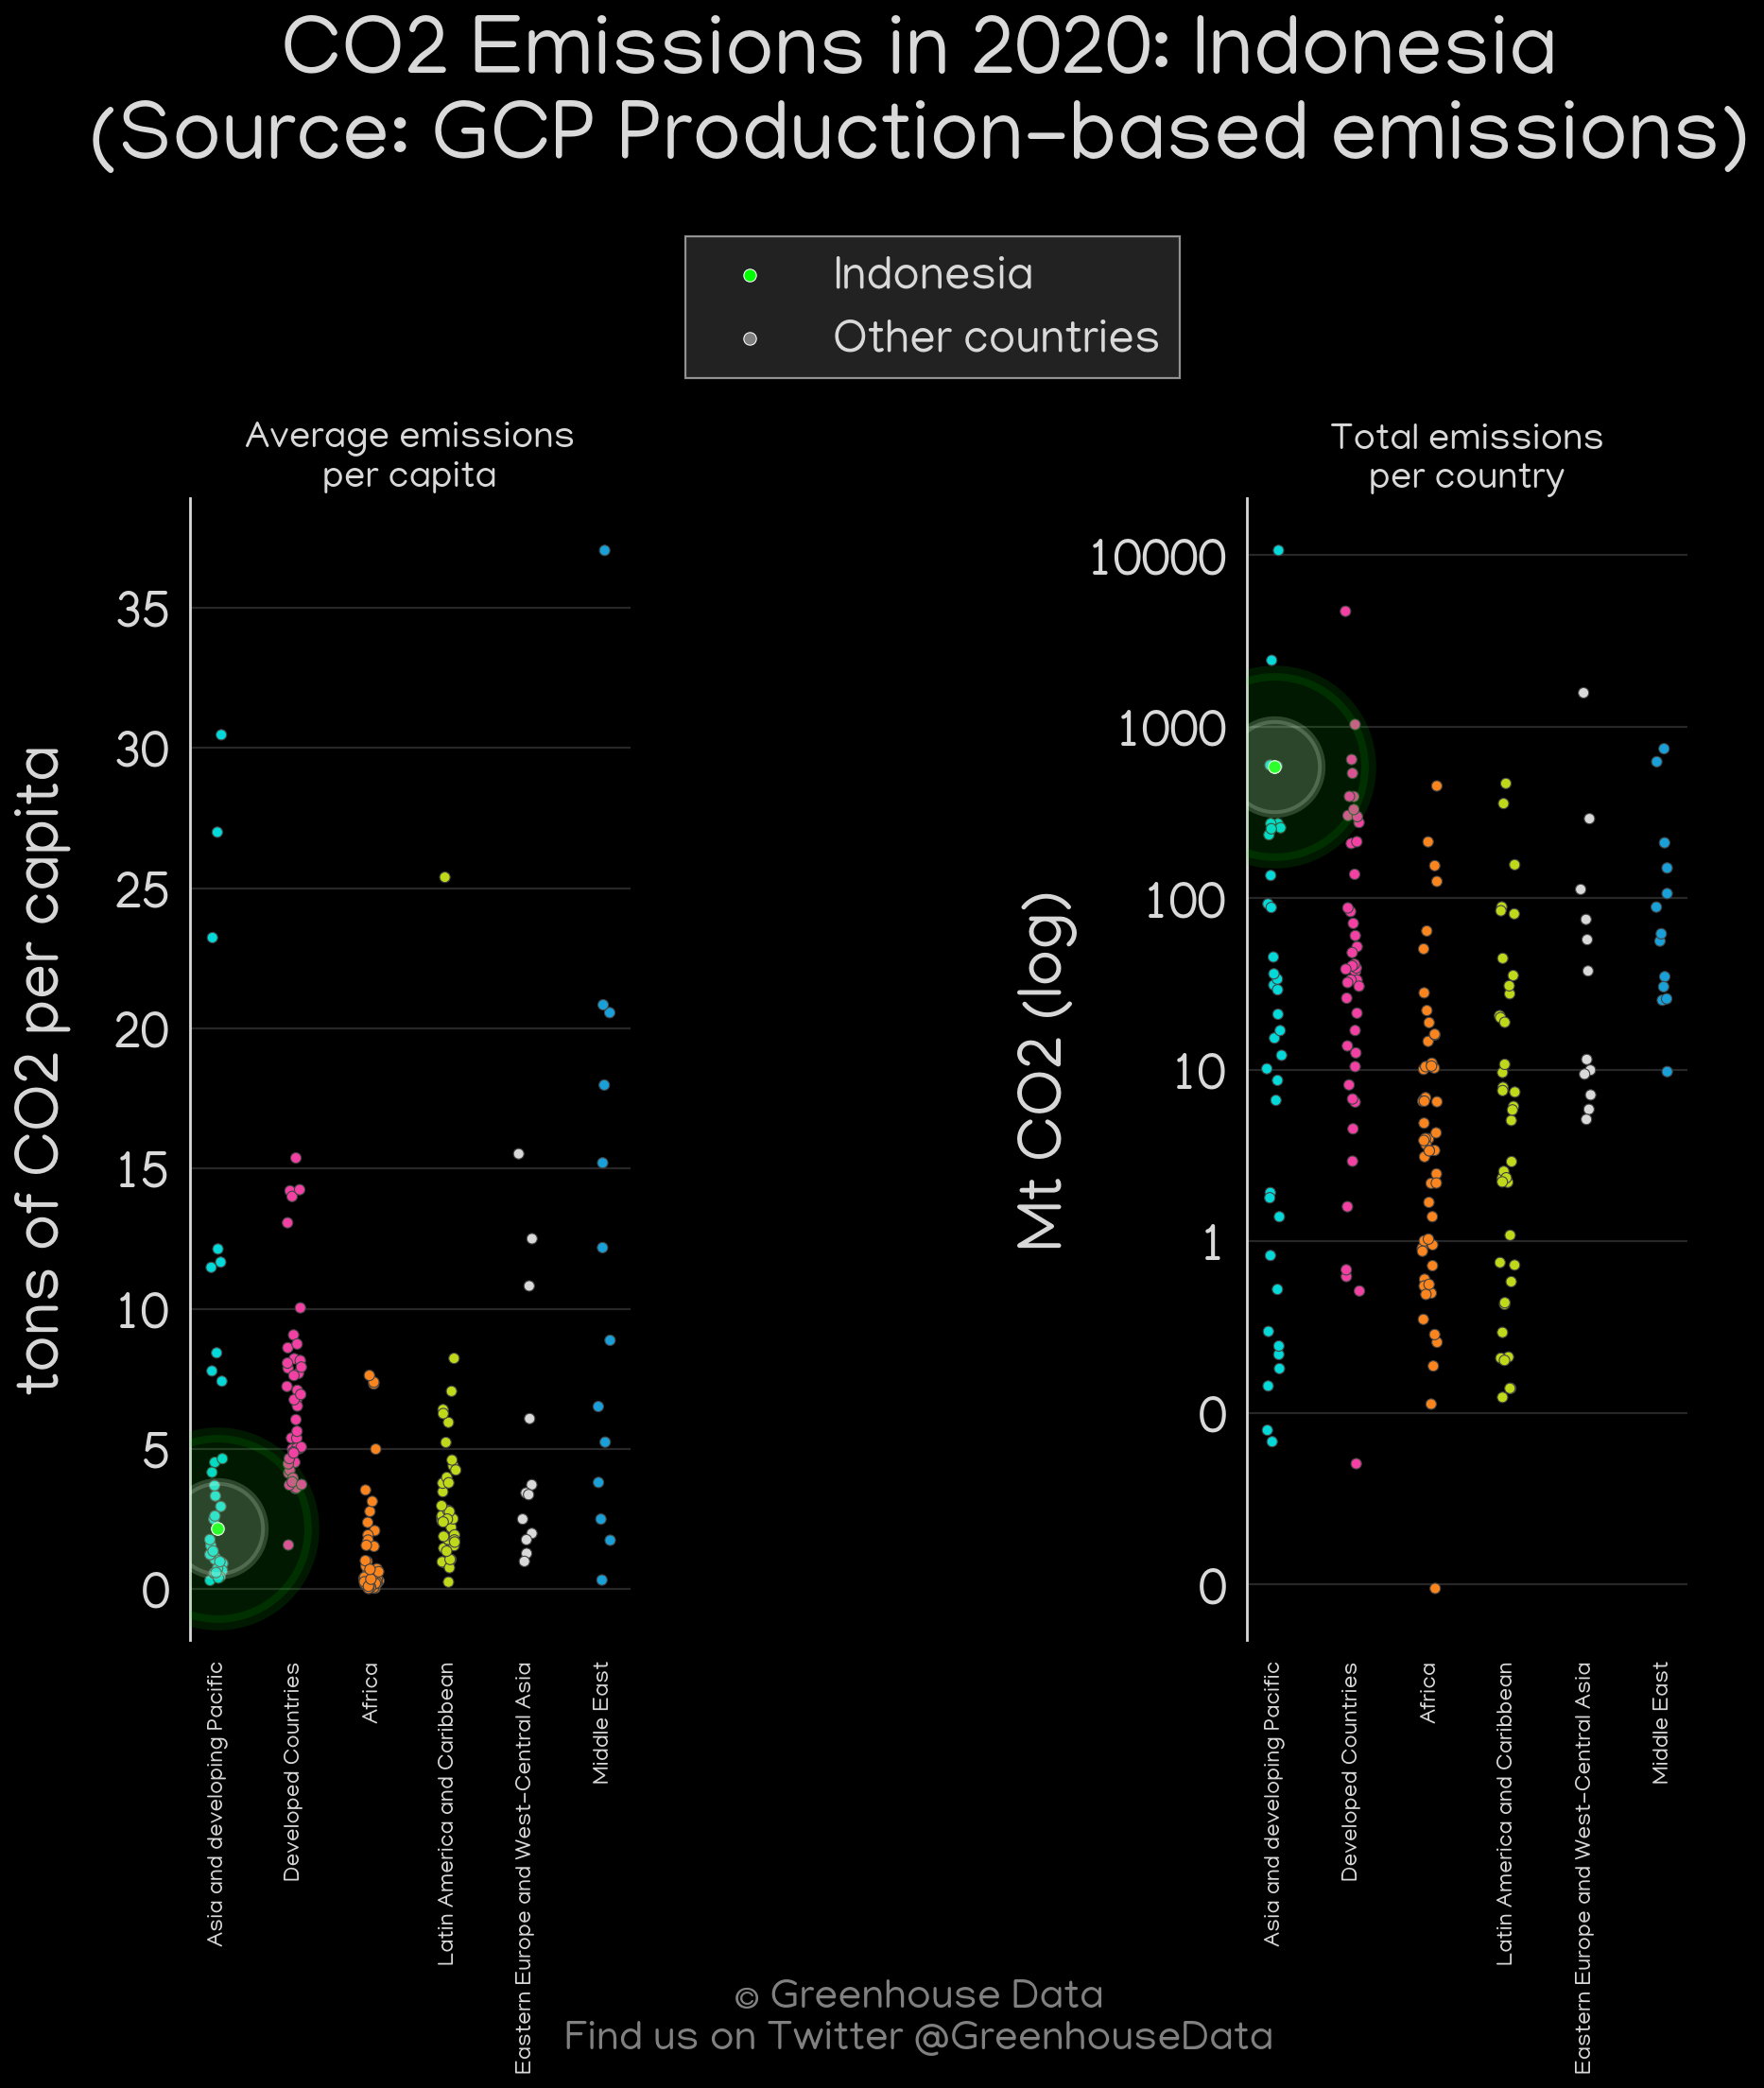 CO2 Emissions in 2020: Indonesia
(Source: GCP Production-based emissions)
Indonesia
Other countries
Average emissions
per capita
tons of CO2 per capita
35
30
25
20
15
10
5
0
Asia and developing Pacific
Developed Countries
Africa
Latin America and Caribbean
Eastern Europe and West-Central Asia
Middle East
Total emissions
per country
Mt CO2 (log)
10000
1000
100
10
1
0
0
Asia and developing Pacific
Developed Countries
Africa
Latin America and Caribbean
Eastern Europe and West-Central Asia
Middle East
© Greenhouse Data
Find us on Twitter @GreenhouseData